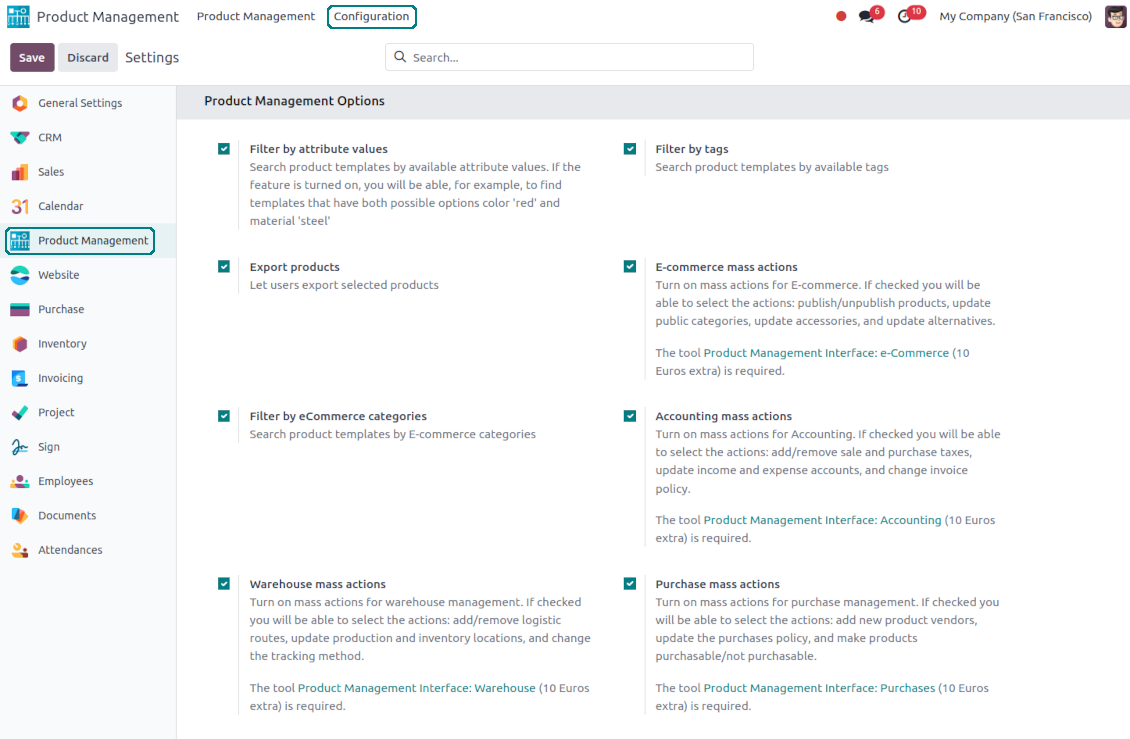 Product Management Product Management Configuration 6 10 My Company (San Francisco)
Save Discard Settings Search...
General Settings
CRM
Sales
31 Calendar
Product Management
Website
Purchase
Inventory
$ Invoicing
Project
Sign
Employees
Documents
Attendances
Product Management Options
Filter by attribute values
Search product templates by available attribute values. If the
feature is turned on, you will be able, for example, to find
templates that have both possible options color 'red' and
material 'steel'
Filter by tags
Search product templates by available tags
Export products
Let users export selected products
E-commerce mass actions
Turn on mass actions for E-commerce. If checked you will be
able to select the actions: publish/unpublish products, update
public categories, update accessories, and update alternatives.
The tool Product Management Interface: e-Commerce (10
Euros extra) is required.
Filter by eCommerce categories
Search product templates by E-commerce categories
Accounting mass actions
Turn on mass actions for Accounting. If checked you will be able
to select the actions: add/remove sale and purchase taxes,
update income and expense accounts, and change invoice
policy.
The tool Product Management Interface: Accounting (10 Euros
extra) is required.
Warehouse mass actions
Turn on mass actions for warehouse management. If checked
you will be able to select the actions: add/remove logistic
routes, update production and inventory locations, and change
the tracking method.
The tool Product Management Interface: Warehouse (10 Euros
extra) is required.
Purchase mass actions
Turn on mass actions for purchase management. If checked you
will be able to select the actions: add new product vendors,
update the purchases policy, and make products
purchasable/not purchasable.
The tool Product Management Interface: Purchases (10 Euros
extra) is required.